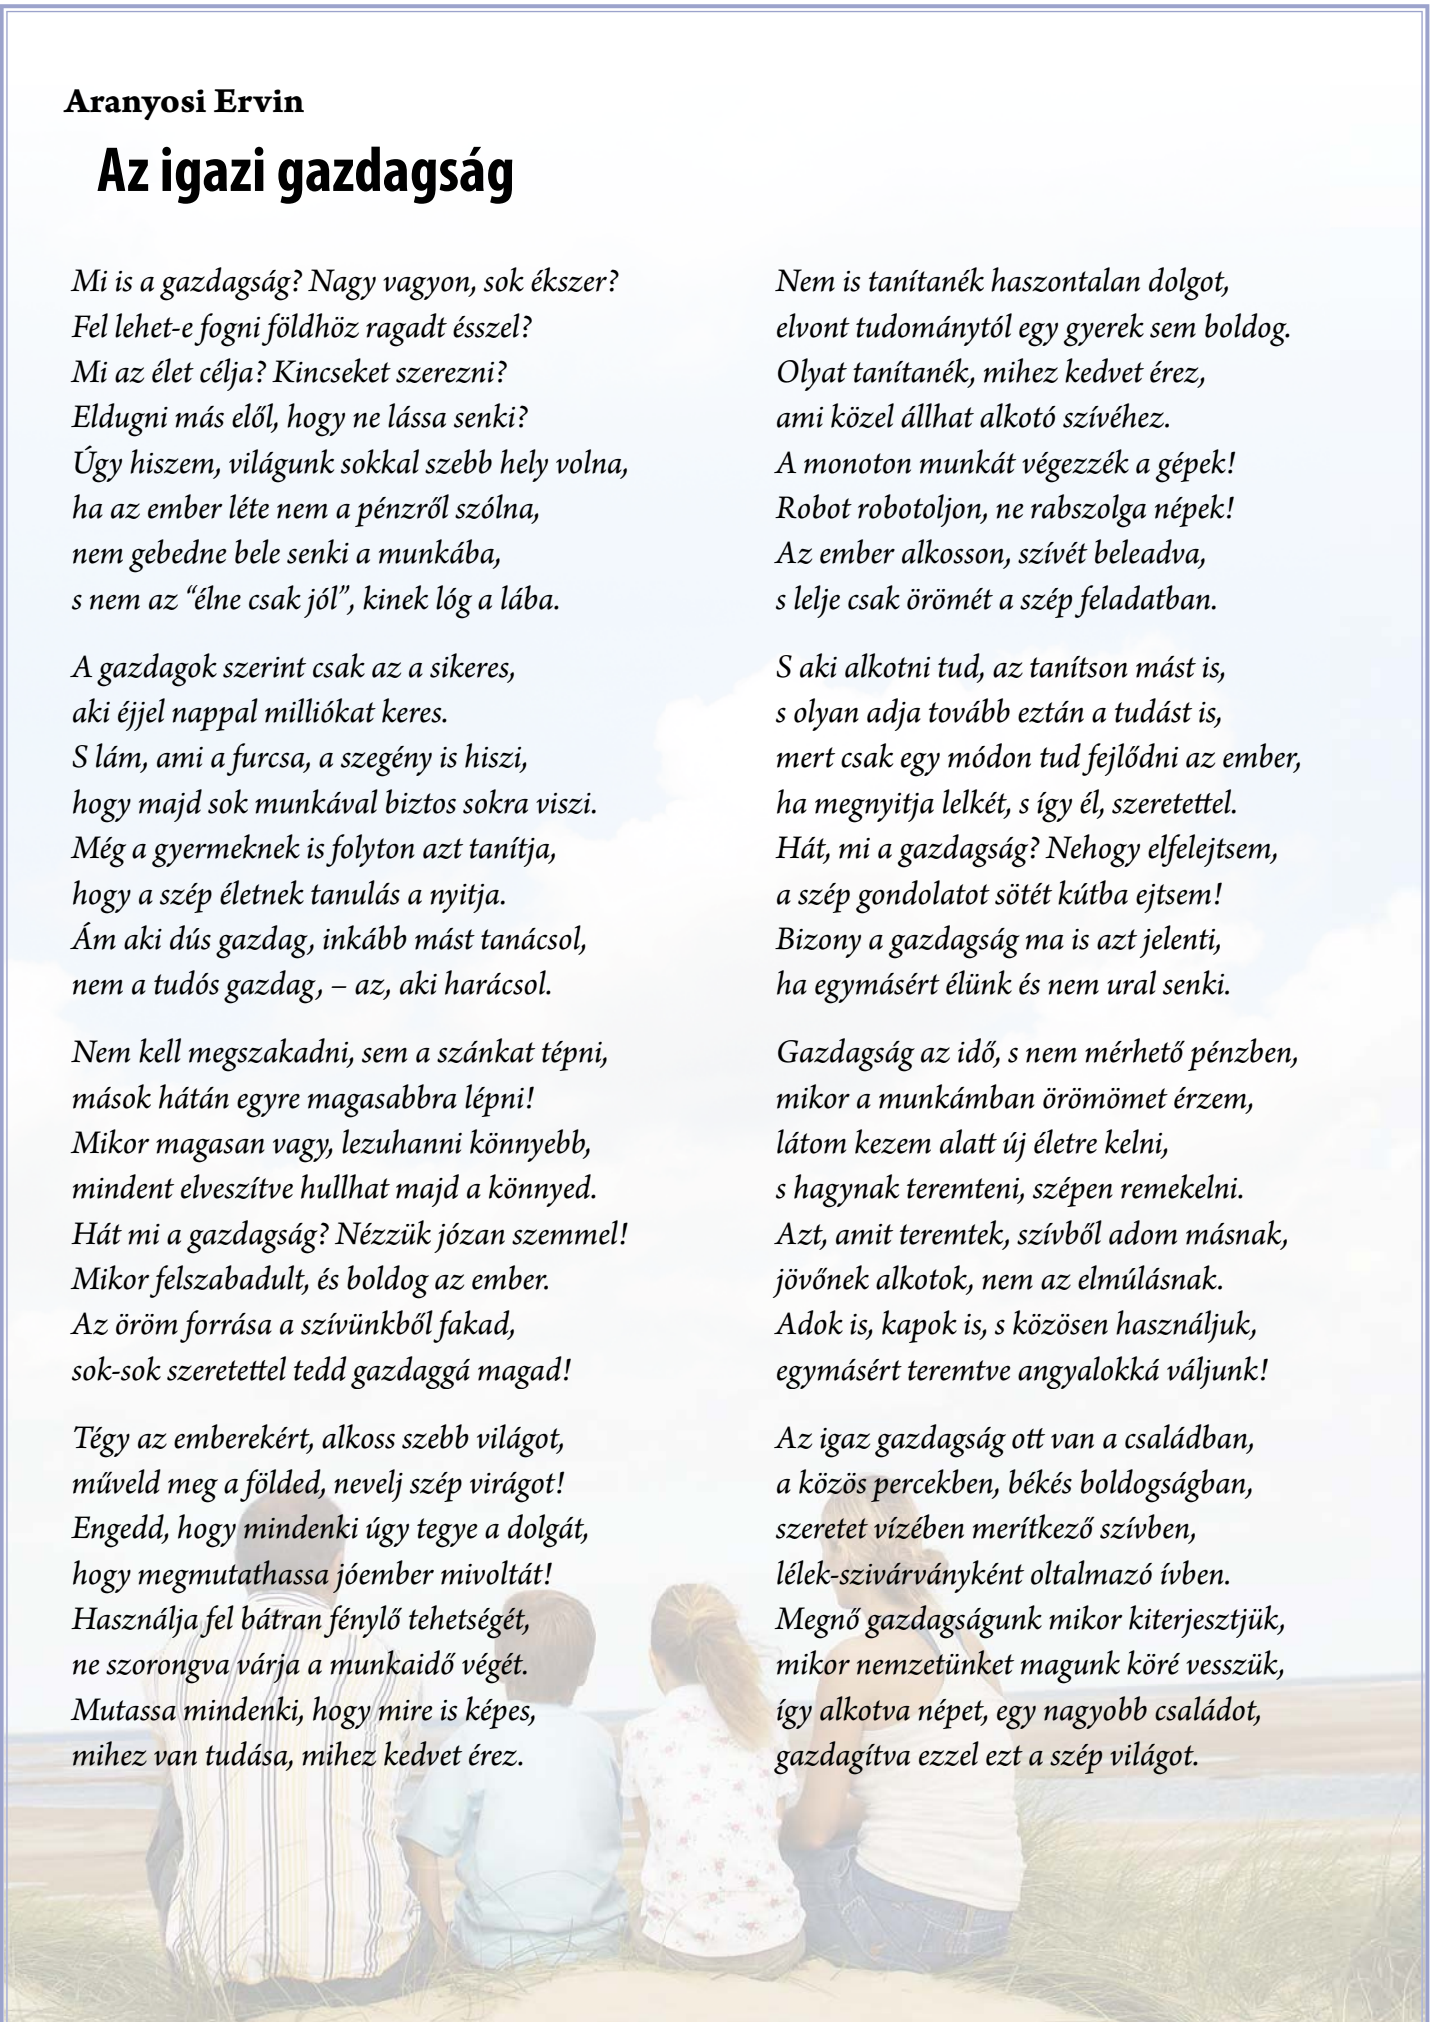 Aranyosi Ervin
Az igazi gazdagság
Mi is a gazdagság? Nagy vagyon, sok ékszer?
Fel lehet-e fogni földhöz ragadt ésszel?
Mi az élet célja? Kincseket szerezni?
Eldugni más elől, hogy ne lássa senki?
Úgy hiszem, világunk sokkal szebb hely volna,
ha az ember léte nem a pénzről szólna,
nem gebedne bele senki a munkába,
s nem az “élne csak jól”, kinek lóg a lába.
A gazdagok szerint csak az a sikeres,
aki éjjel nappal milliókat keres.
S lám, ami a furcsa, a szegény is hiszi,
hogy majd sok munkával biztos sokra viszi.
Még a gyermeknek is folyton azt tanítja,
hogy a szép életnek tanulás a nyitja.
Ám aki dús gazdag, inkább mást tanácsol,
nem a tudós gazdag, – az, aki harácsol.
Nem kell megszakadni, sem a szánkat tépni,
mások hátán egyre magasabbra lépni!
Mikor magasan vagy, lezuhanni könnyebb,
mindent elveszítve hullhat majd a könnyed.
Hát mi a gazdagság? Nézzük józan szemmel!
Mikor felszabadult, és boldog az ember.
Az öröm forrása a szívünkből fakad,
sok-sok szeretettel tedd gazdaggá magad!
Tégy az emberekért, alkoss szebb világot,
műveld meg a földed, nevelj szép virágot!
Engedd, hogy mindenki úgy tegye a dolgát,
hogy megmutathassa jóember mivoltát!
Használja fel bátran fénylő tehetségét,
ne szorongva várja a munkaidő végét.
Mutassa mindenki, hogy mire is képes,
mihez van tudása, mihez kedvet érez.
Nem is tanítanék haszontalan dolgot,
elvont tudománytól egy gyerek sem boldog.
Olyat tanítanék, mihez kedvet érez,
ami közel állhat alkotó szívéhez.
A monoton munkát végezzék a gépek!
Robot robotoljon, ne rabszolga népek!
Az ember alkosson, szívét beleadva,
s lelje csak örömét a szép feladatban.
S aki alkotni tud, az tanítson mást is,
s olyan adja tovább eztán a tudást is,
mert csak egy módon tud fejlődni az ember,
ha megnyitja lelkét, s így él, szeretettel.
Hát, mi a gazdagság? Nehogy elfelejtsem,
a szép gondolatot sötét kútba ejtsem!
Bizony a gazdagság ma is azt jelenti,
ha egymásért élünk és nem ural senki.
Gazdagság az idő, s nem mérhető pénzben,
mikor a munkámban örömömet érzem,
látom kezem alatt új életre kelni,
s hagynak teremteni, szépen remekelni.
Azt, amit teremtek, szívből adom másnak,
jövőnek alkotok, nem az elmúlásnak.
Adok is, kapok is, s közösen használjuk,
egymásért teremtve angyalokká váljunk!
Az igaz gazdagság ott van a családban,
a közös percekben, békés boldogságban,
szeretet vízében merítkező szívben,
lélek-szivárványként oltalmazó ívben.
Megnő gazdagságunk mikor kiterjesztjük,
mikor nemzetünket magunk köré vesszük,
így alkotva népet, egy nagyobb családot,
gazdagítva ezzel ezt a szép világot.